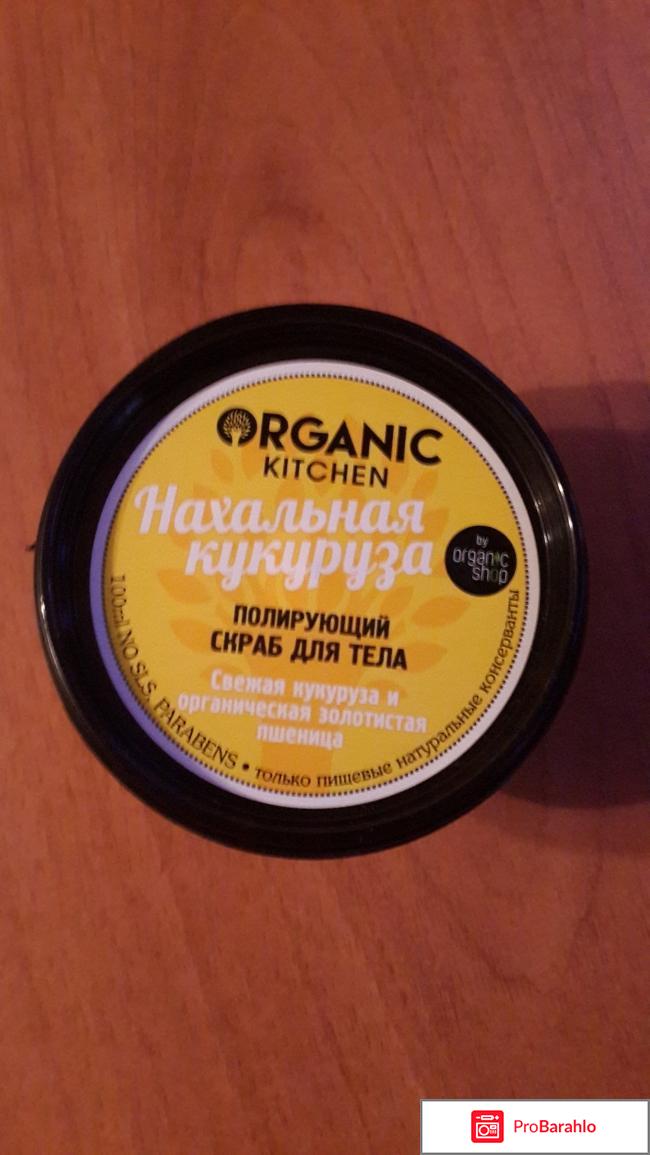 ORGANIC
KITCHEN
Нахальная
кукуруза
by
organic
shop
ПОЛИРУЮЩИЙ
СКРАБ ДЛЯ ТЕЛА
Свежая кукуруза и
органическая золотистая
пшеница
100ml NO SLS, PARABENS • только пищевые натуральные консерванты
ProBarahlo